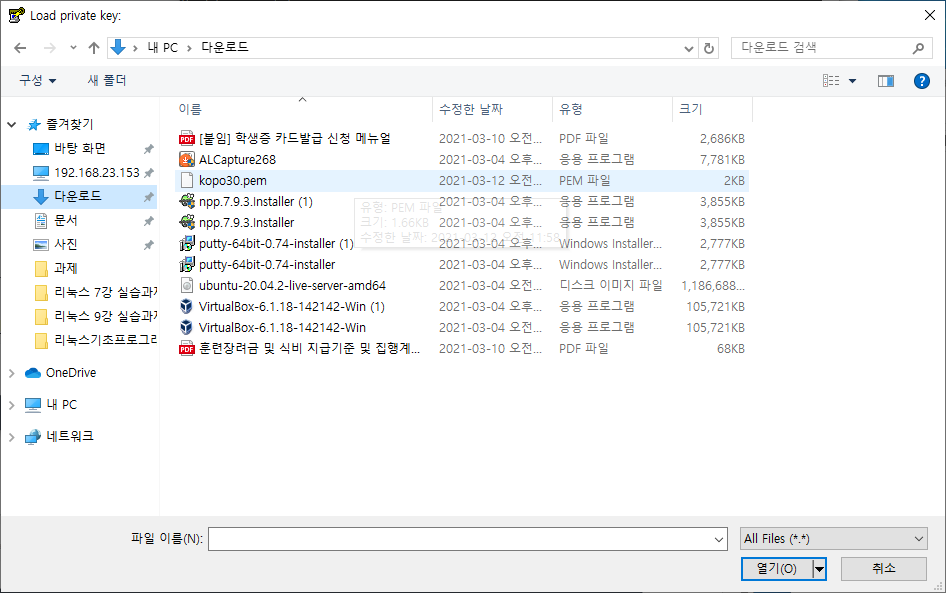 Load private key:
내 PC 다운로드
다운로드 검색
구성 새 폴더
이름 수정한 날짜 유형 크기
즐겨찾기
바탕 화면
192.168.23.153
다운로드
문서
사진
과제
리눅스 7강 실습과
리눅스 9강 실습과
리눅스기초프로그
OneDrive
내 PC
네트워크
[붙임] 학생증 카드발급 신청 메뉴얼 2021-03-10 오전... PDF 파일 2,686KB
ALCapture268 2021-03-04 오후... 응용 프로그램 7,781KB
kopo30.pem 2021-03-12 오전... PEM 파일 2KB
npp.7.9.3.Installer (1) 2021-03-04 오후... 응용 프로그램 3,855KB
npp.7.9.3.Installer 2021-03-04 오후... 응용 프로그램 3,855KB
putty-64bit-0.74-installer (1) 2021-03-04 오후... Windows Installer... 2,777KB
putty-64bit-0.74-installer 2021-03-04 오후... Windows Installer... 2,777KB
ubuntu-20.04.2-live-server-amd64 2021-03-04 오후... 디스크 이미지 파일 1,186,688...
VirtualBox-6.1.18-142142-Win (1) 2021-03-04 오후... 응용 프로그램 105,721KB
VirtualBox-6.1.18-142142-Win 2021-03-04 오후... 응용 프로그램 105,721KB
훈련장려금 및 식비 지급기준 및 집행계... 2021-03-10 오전... PDF 파일 68KB
유형: PEM 파일
크기: 1.66KB
수정한 날짜: 2021-03-12 오전 11:58
파일 이름(N):
All Files (*.*)
열기(O) 취소